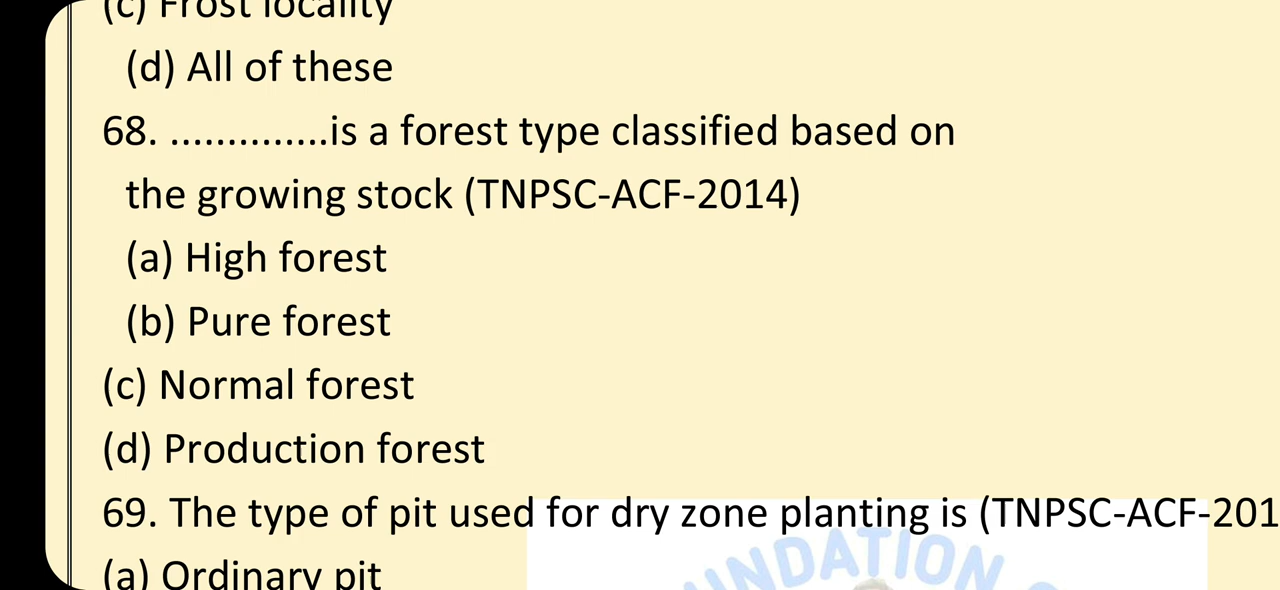 (c) Frost locality
(d) All of these
68. ..............is a forest type classified based on
the growing stock (TNPSC-ACF-2014)
(a) High forest
(b) Pure forest
(c) Normal forest
(d) Production forest
69. The type of pit used for dry zone planting is (TNPSC-ACF-201
(a) Ordinary pit